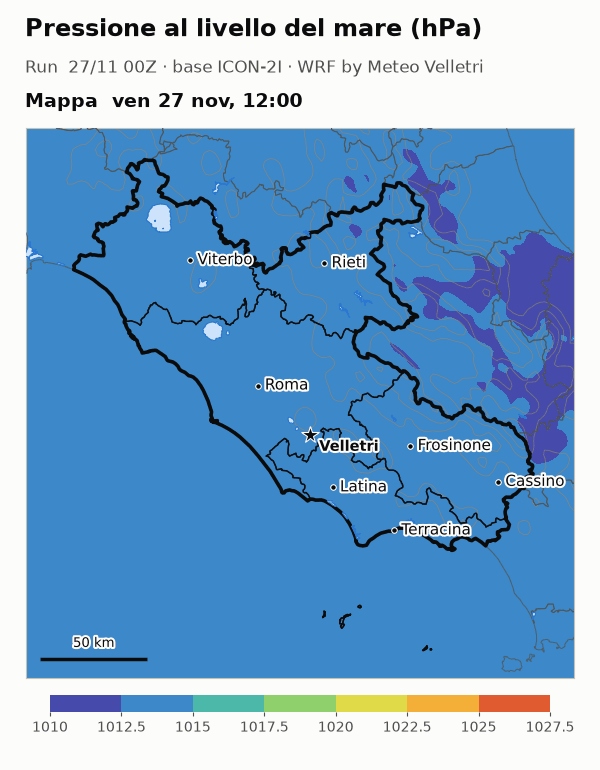 Pressione al livello del mare (hPa)
Run  27/11 00Z · base ICON-2I · WRF by Meteo Velletri
Mappa  ven 27 nov, 12:00
Viterbo
Rieti
Roma
Velletri
Frosinone
Cassino
Latina
Terracina
50 km
1010 1012.5 1015 1017.5 1020 1022.5 1025 1027.5